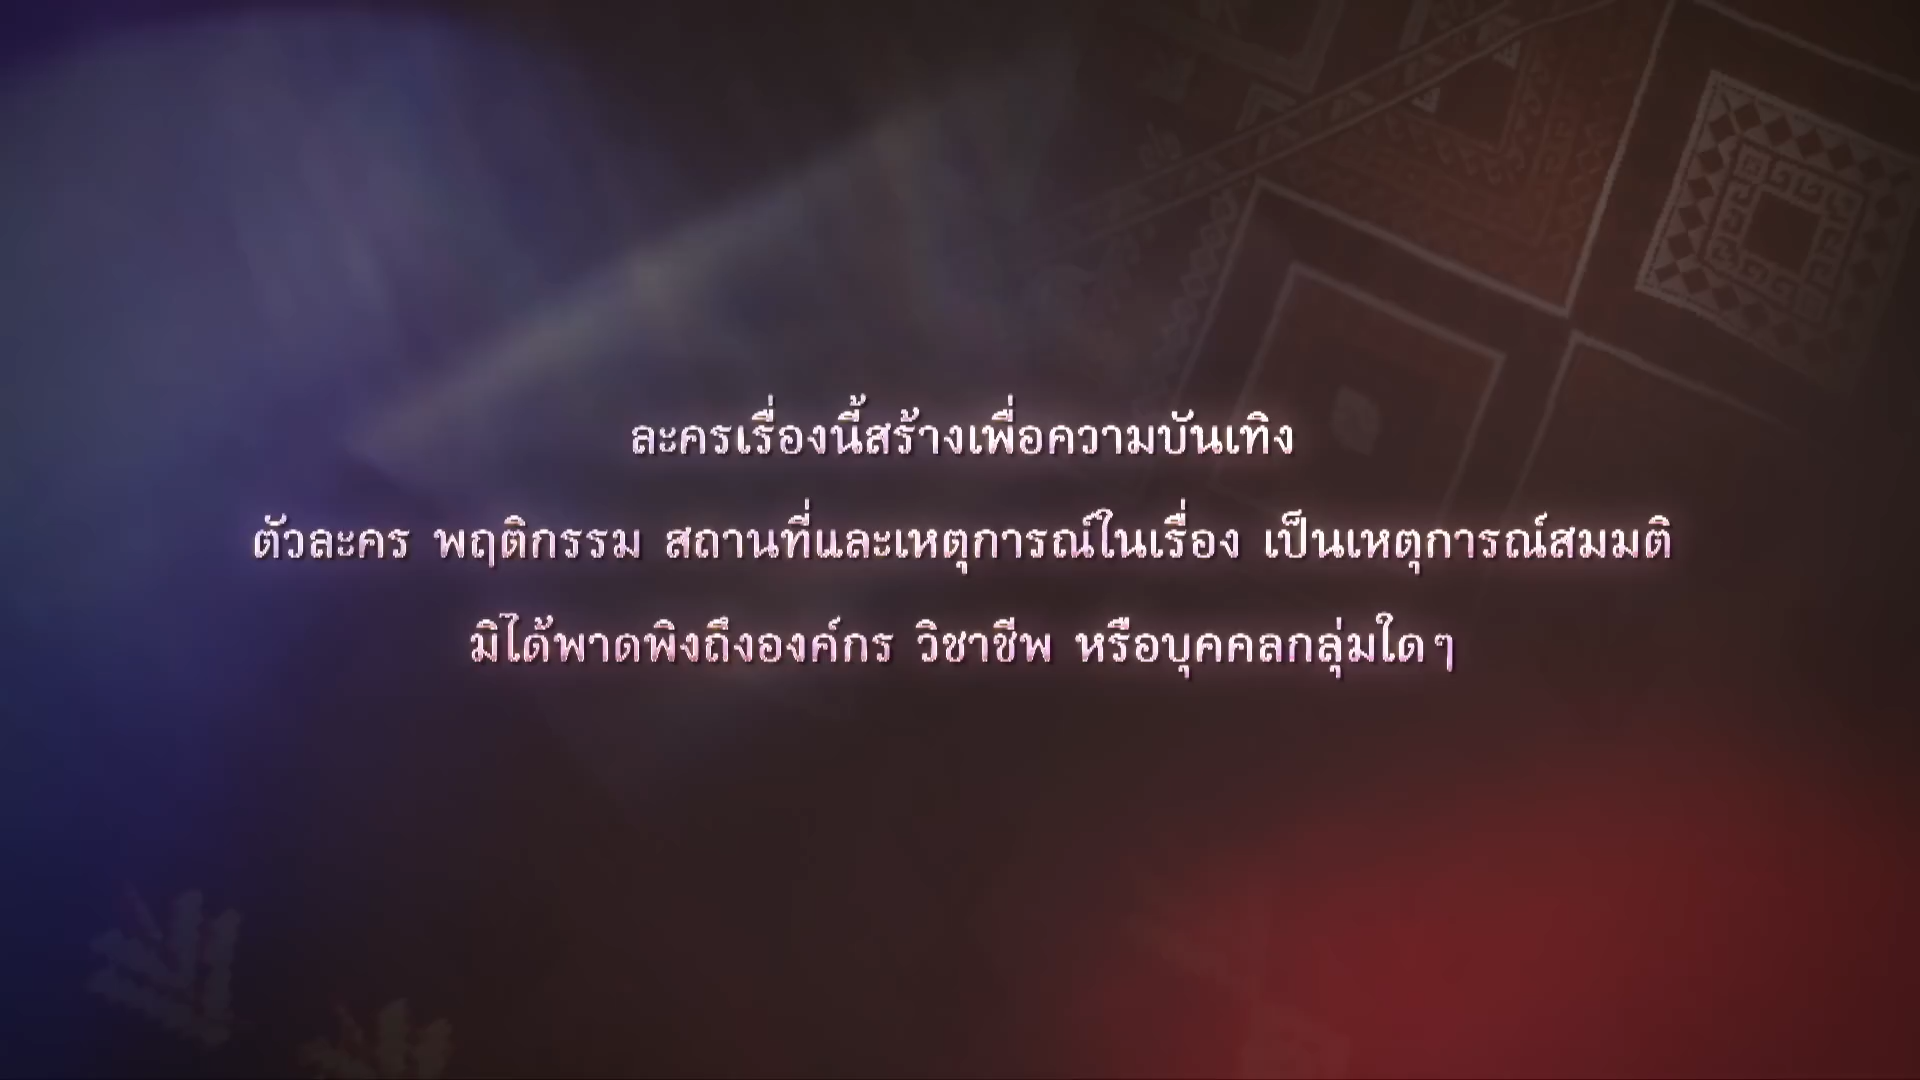 ละครเรื่องนี้สร้างเพื่อความบันเทิง
ตัวละคร พฤติกรรม สถานที่และเหตุการณ์ในเรื่อง เป็นเหตุการณ์สมมติ
มิได้พาดพิงถึงองค์กร วิชาชีพ หรือบุคคลกลุ่มใดๆ